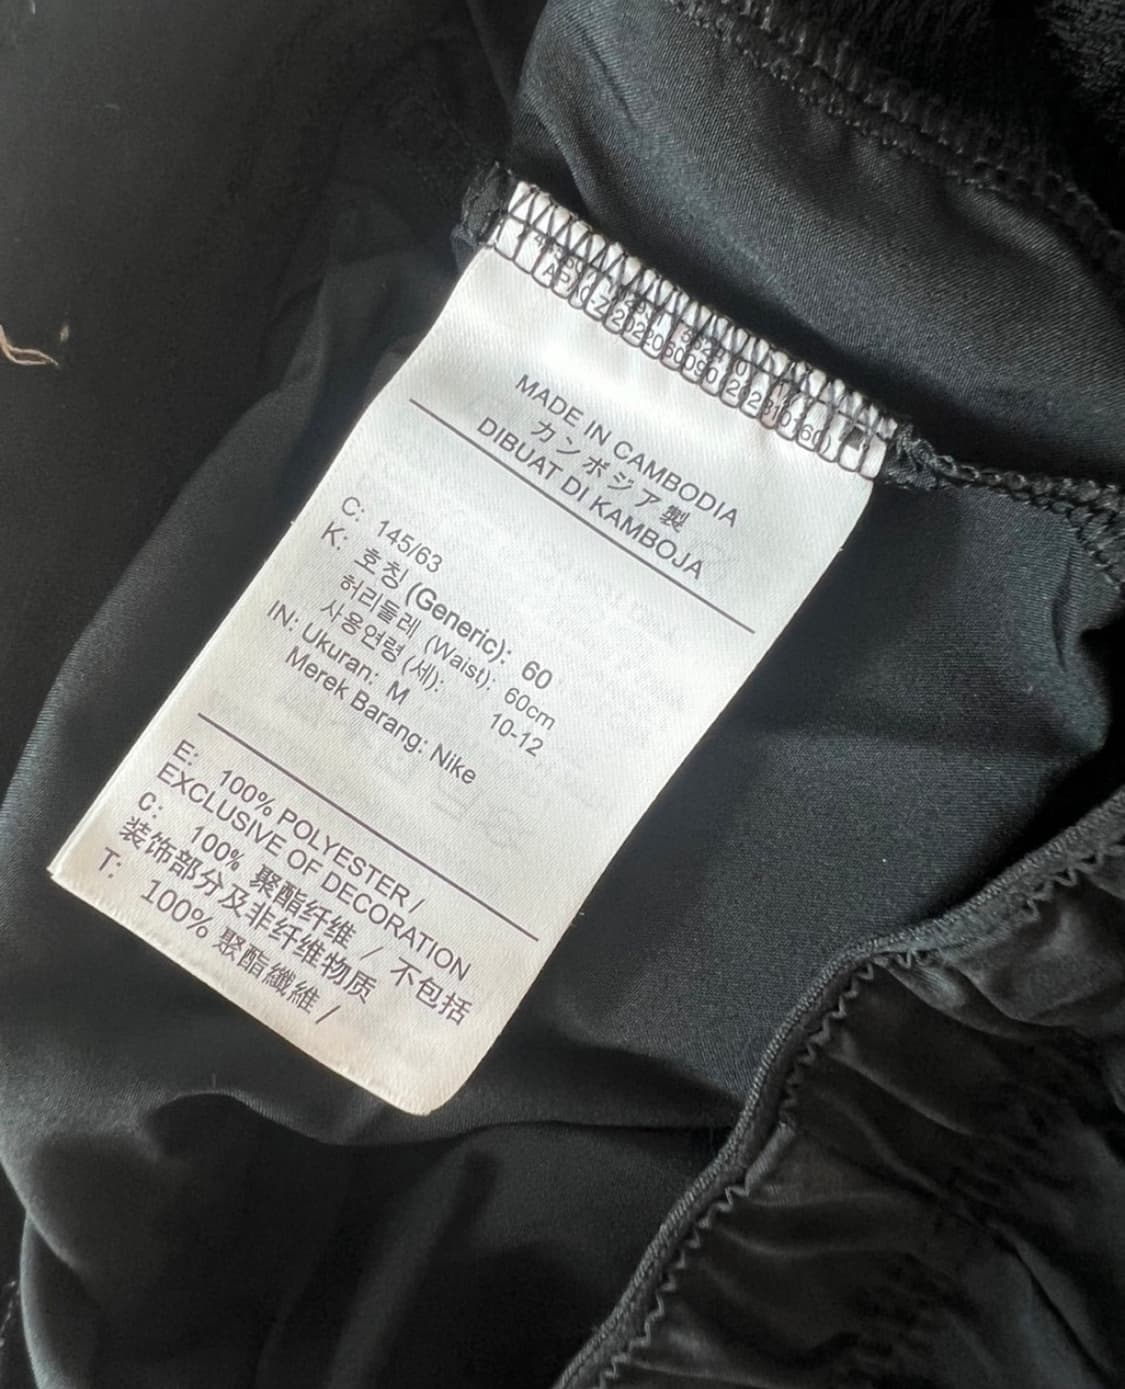 MADE IN CAMBODIA
カンボジア製
DIBUAT DI KAMBOJA
C: 145/63
K: 호칭 (Generic): 60
허리둘레 (Waist): 60cm
사용연령 (세): 10-12
IN: Ukuran: M
Merek Barang: Nike
E: 100% POLYESTER /
EXCLUSIVE OF DECORATION
C: 100% 聚酯纤维 / 不包括
装饰部分及非纤维物质
T: 100% 聚酯纖維 /